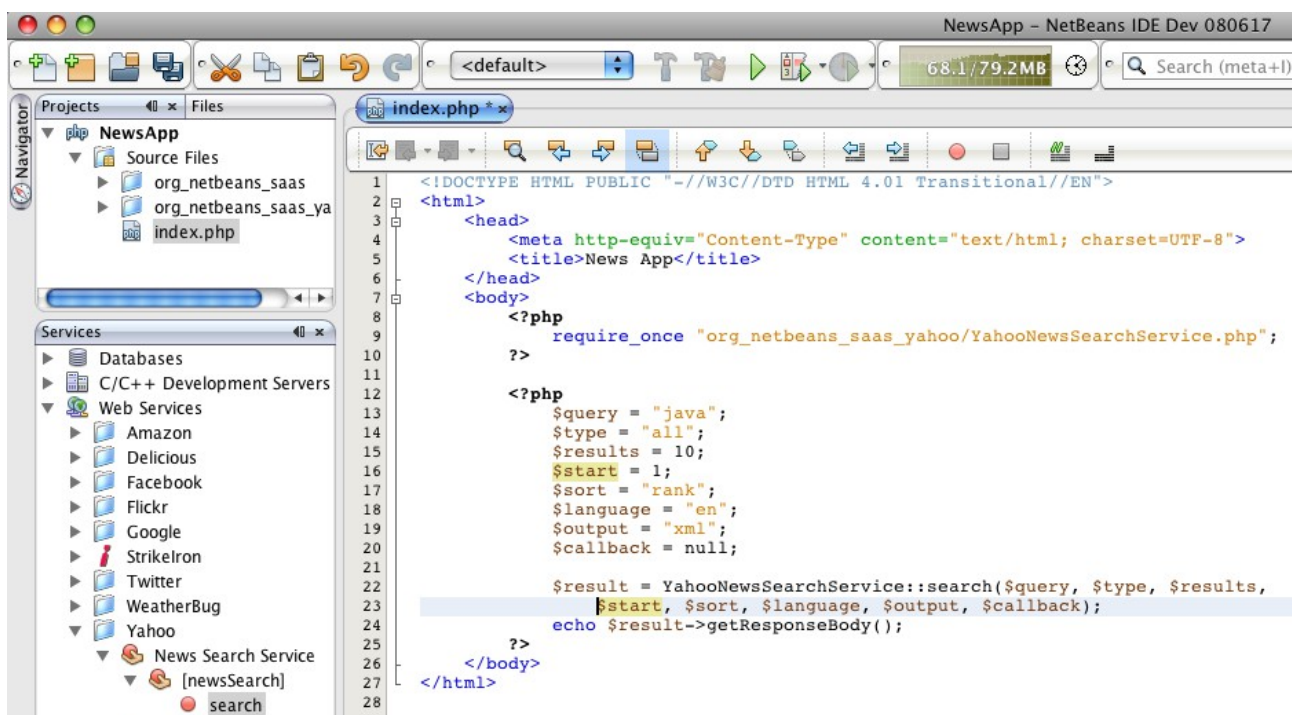 NewsApp – NetBeans IDE Dev 080617
<default>
68.1/79.2MB
Search (meta+I)
Navigator
Projects
Files
NewsApp
Source Files
org_netbeans_saas
org_netbeans_saas_ya
index.php
Services
Databases
C/C++ Development Servers
Web Services
Amazon
Delicious
Facebook
Flickr
Google
StrikeIron
Twitter
WeatherBug
Yahoo
News Search Service
[newsSearch]
search
index.php *
1 <!DOCTYPE HTML PUBLIC "-//W3C//DTD HTML 4.01 Transitional//EN">
2 <html>
3 <head>
4 <meta http-equiv="Content-Type" content="text/html; charset=UTF-8">
5 <title>News App</title>
6 </head>
7 <body>
8 <?php
9 require_once "org_netbeans_saas_yahoo/YahooNewsSearchService.php";
10 ?>
11
12 <?php
13 $query = "java";
14 $type = "all";
15 $results = 10;
16 $start = 1;
17 $sort = "rank";
18 $language = "en";
19 $output = "xml";
20 $callback = null;
21
22 $result = YahooNewsSearchService::search($query, $type, $results,
23 $start, $sort, $language, $output, $callback);
24 echo $result->getResponseBody();
25 ?>
26 </body>
27 </html>
28